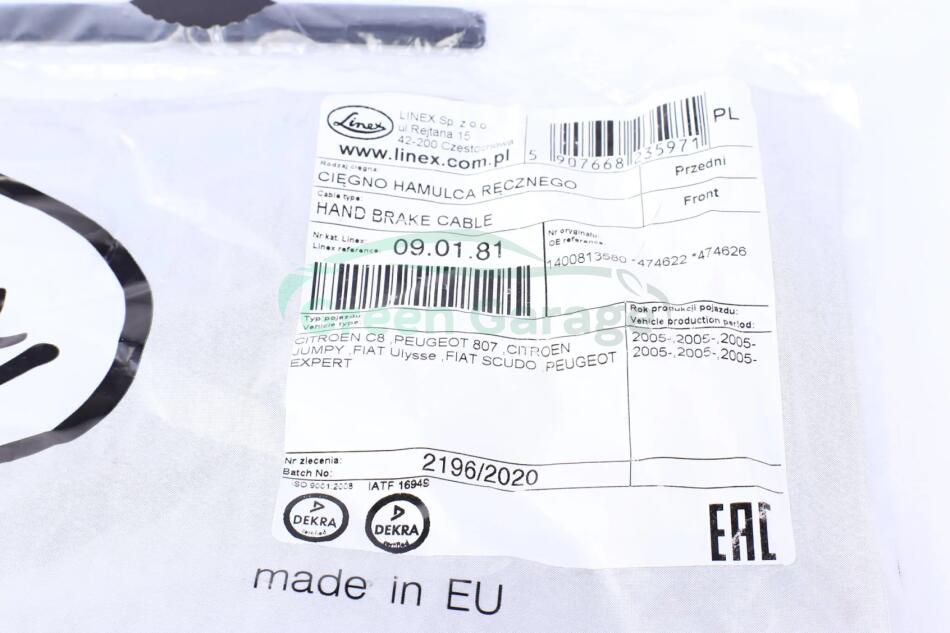 Linex
LINEX Sp. z o.o.
ul.Rejtana 15
42-200 Częstochowa
www.linex.com.pl
5 907668 235971
PL
Rodzaj cięgna:
CIĘGNO HAMULCA RĘCZNEGO
Przedni
Cable type:
HAND BRAKE CABLE
Front
Nr kat. Linex:
Linex reference:
09.01.81
Nr oryginału:
OE reference:
1400813580 *474622 *474626
Green Garage
Typ pojazdu:
Vehicle type:
Rok produkcji pojazdu:
Vehicle production period:
CITROEN C8 ,PEUGEOT 807 ,CITROEN
JUMPY ,FIAT Ulysse ,FIAT SCUDO ,PEUGEOT
EXPERT
2005-,2005-,2005-
2005-,2005-,2005-
Nr zlecenia:
Batch No:
2196/2020
ISO 9001:2008
IATF 16949
DEKRA
certified
DEKRA
certified
EAC
made in EU